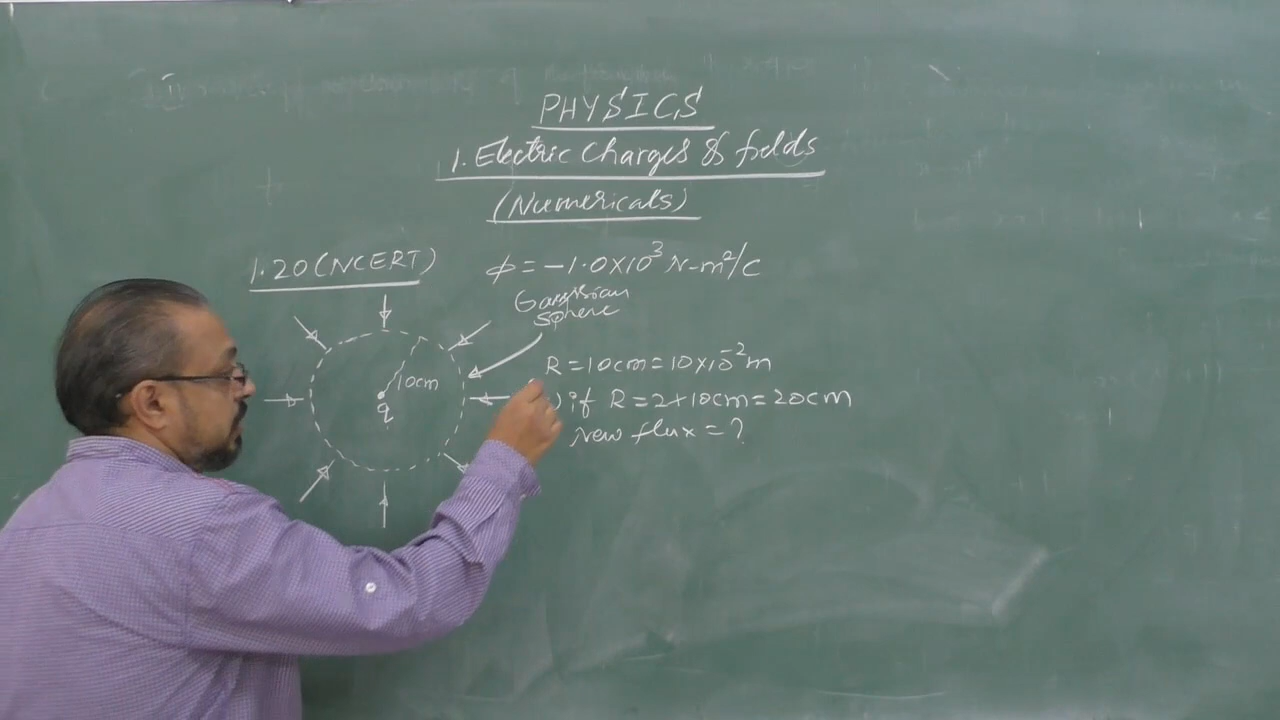 PHYSICS
1. Electric Charges & fields
(Numericals)
1.20 (NCERT)
ϕ = -1.0×10³ N-m²/C
Gaussian
sphere
10cm
q
R = 10cm = 10×10⁻² m
) if R = 2×10cm = 20cm
New flux = ?